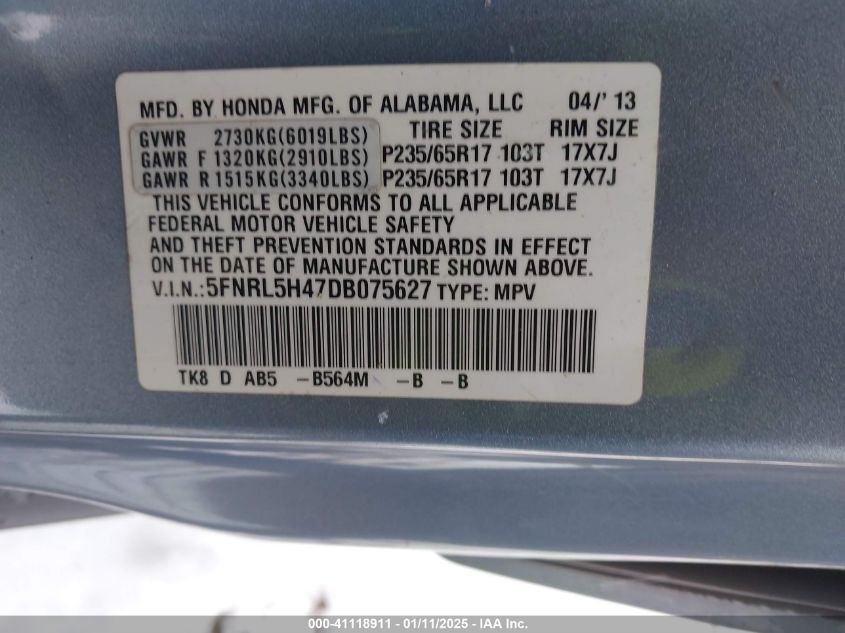 MFD. BY HONDA MFG. OF ALABAMA, LLC 04/' 13
GVWR 2730KG(6019LBS) TIRE SIZE RIM SIZE
GAWR F 1320KG(2910LBS) P235/65R17 103T 17X7J
GAWR R 1515KG(3340LBS) P235/65R17 103T 17X7J
THIS VEHICLE CONFORMS TO ALL APPLICABLE
FEDERAL MOTOR VEHICLE SAFETY
AND THEFT PREVENTION STANDARDS IN EFFECT
ON THE DATE OF MANUFACTURE SHOWN ABOVE.
V.I.N.:5FNRL5H47DB075627 TYPE: MPV
TK8 D AB5 -B564M -B -B
000-41118911 - 01/11/2025 - IAA Inc.